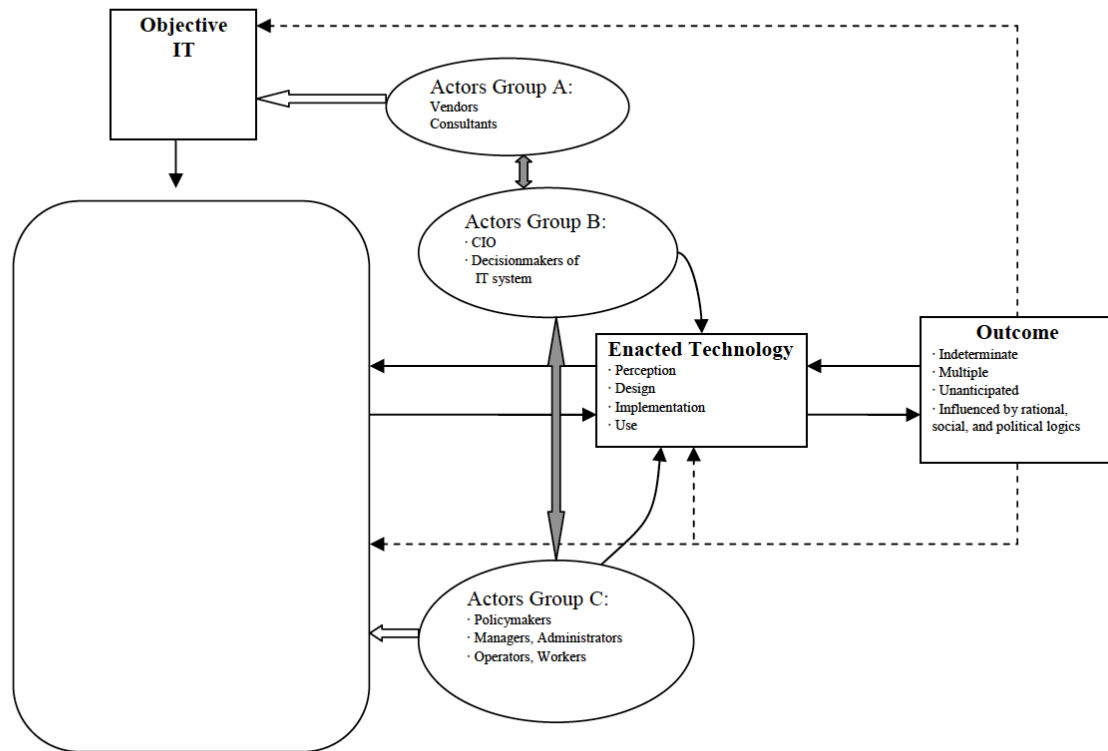 Objective
IT
Actors Group A:
Vendors
Consultants
Actors Group B:
· CIO
· Decisionmakers of
IT system
Enacted Technology
· Perception
· Design
· Implementation
· Use
Outcome
· Indeterminate
· Multiple
· Unanticipated
· Influenced by rational,
social, and political logics
Actors Group C:
· Policymakers
· Managers, Administrators
· Operators, Workers